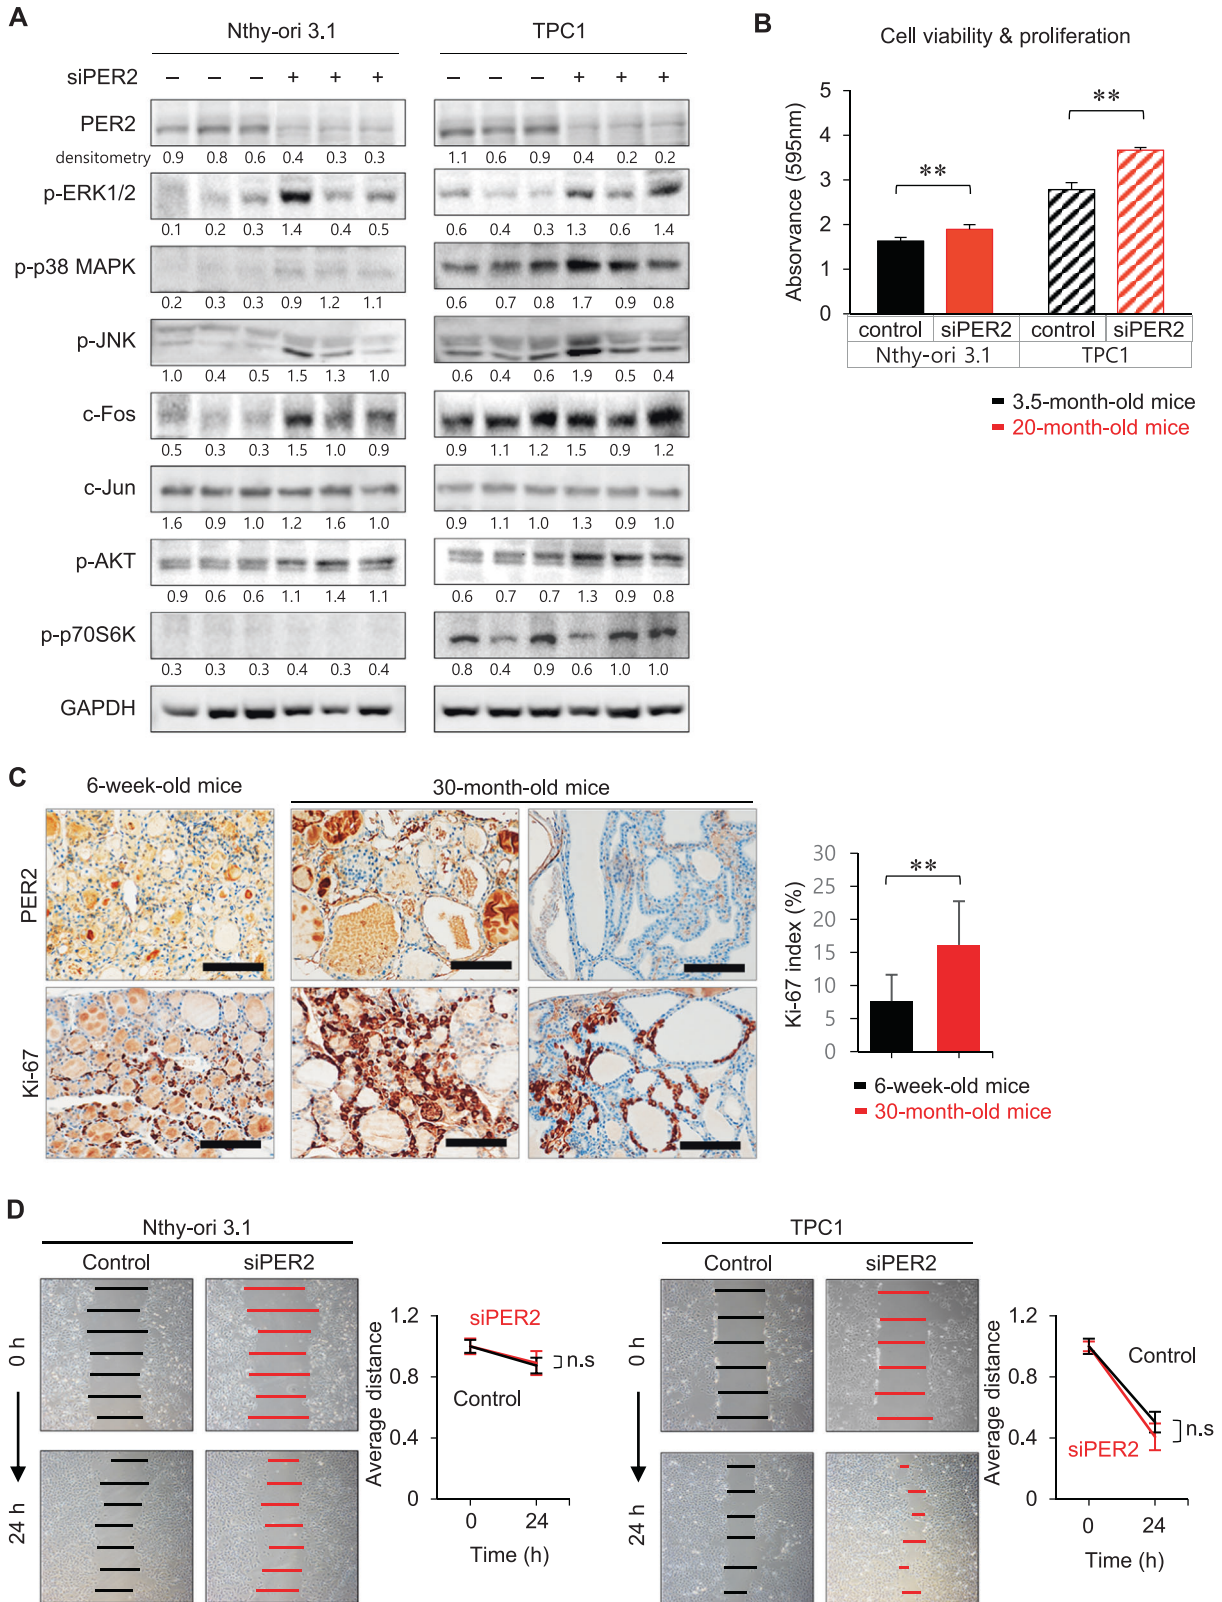 A
Nthy-ori 3.1
TPC1
siPER2 – – – + + + – – – + + +
PER2
densitometry 0.9 0.8 0.6 0.4 0.3 0.3 1.1 0.6 0.9 0.4 0.2 0.2
p-ERK1/2
0.1 0.2 0.3 1.4 0.4 0.5 0.6 0.4 0.3 1.3 0.6 1.4
p-p38 MAPK
0.2 0.3 0.3 0.9 1.2 1.1 0.6 0.7 0.8 1.7 0.9 0.8
p-JNK
1.0 0.4 0.5 1.5 1.3 1.0 0.6 0.4 0.6 1.9 0.5 0.4
c-Fos
0.5 0.3 0.3 1.5 1.0 0.9 0.9 1.1 1.2 1.5 0.9 1.2
c-Jun
1.6 0.9 1.0 1.2 1.6 1.0 0.9 1.1 1.0 1.3 0.9 1.0
p-AKT
0.9 0.6 0.6 1.1 1.4 1.1 0.6 0.7 0.7 1.3 0.9 0.8
p-p70S6K
0.3 0.3 0.3 0.4 0.3 0.4 0.8 0.4 0.9 0.6 1.0 1.0
GAPDH
B
Cell viability & proliferation
Absorvance (595nm)
5
4
3
2
1
0
**
**
control siPER2 control siPER2
Nthy-ori 3.1 TPC1
3.5-month-old mice
20-month-old mice
C
6-week-old mice
30-month-old mice
PER2
Ki-67
Ki-67 index (%)
30
25
20
15
10
5
0
**
6-week-old mice
30-month-old mice
D
Nthy-ori 3.1
Control siPER2
0 h
24 h
Average distance
1.2
0.8
0.4
0
siPER2
Control
n.s
0 24
Time (h)
TPC1
Control siPER2
0 h
24 h
Average distance
1.2
0.8
0.4
0
Control
siPER2
n.s
0 24
Time (h)